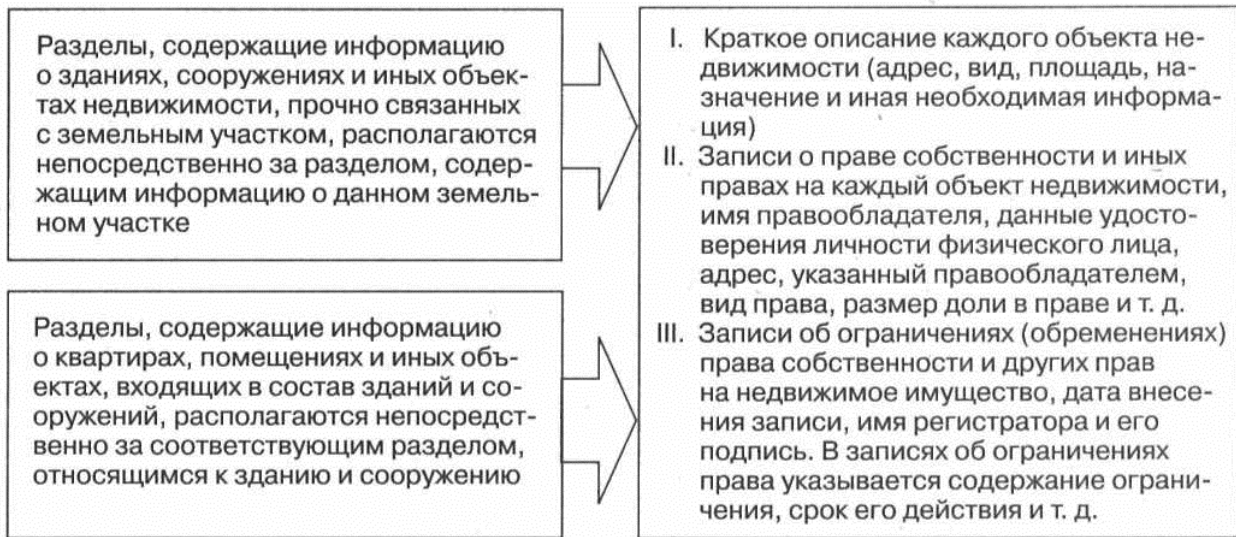 Разделы, содержащие информацию
о зданиях, сооружениях и иных объек-
тах недвижимости, прочно связанных
с земельным участком, располагаются
непосредственно за разделом, содер-
жащим информацию о данном земель-
ном участке
Разделы, содержащие информацию
о квартирах, помещениях и иных объ-
ектах, входящих в состав зданий и со-
оружений, располагаются непосредст-
венно за соответствующим разделом,
относящимся к зданию и сооружению
I. Краткое описание каждого объекта не-
движимости (адрес, вид, площадь, на-
значение и иная необходимая информа-
ция)
II. Записи о праве собственности и иных
правах на каждый объект недвижимости,
имя правообладателя, данные удосто-
верения личности физического лица,
адрес, указанный правообладателем,
вид права, размер доли в праве и т. д.
III. Записи об ограничениях (обременениях)
права собственности и других прав
на недвижимое имущество, дата внесе-
ния записи, имя регистратора и его
подпись. В записях об ограничениях
права указывается содержание ограни-
чения, срок его действия и т. д.